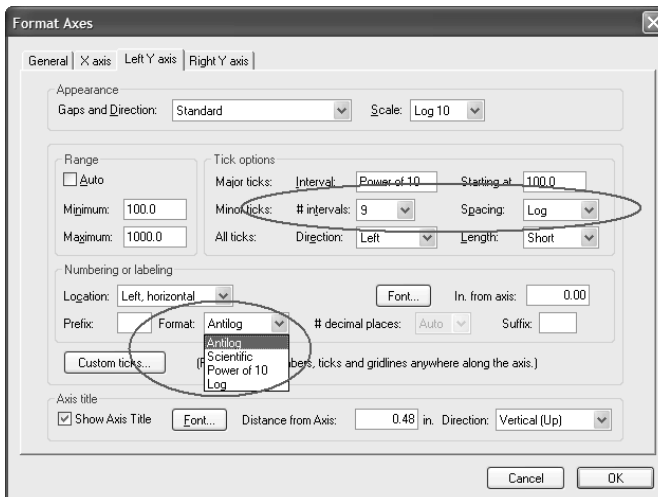 Format Axes
General X axis Left Y axis Right Y axis
Appearance
Gaps and Direction: Standard Scale: Log 10
Range Tick options
Auto Major ticks: Interval: Power of 10 Starting at 100.0
Minimum: 100.0 Minor ticks: # intervals: 9 Spacing: Log
Maximum: 1000.0 All ticks: Direction: Left Length: Short
Numbering or labeling
Location: Left, horizontal Font... In. from axis: 0.00
Prefix: Format: Antilog # decimal places: Auto Suffix:
Antilog
Scientific
Custom ticks... ticks and gridlines anywhere along the axis.)
Power of 10
Log
Axis title
Show Axis Title Font... Distance from Axis: 0.48 in. Direction: Vertical (Up)
Cancel OK